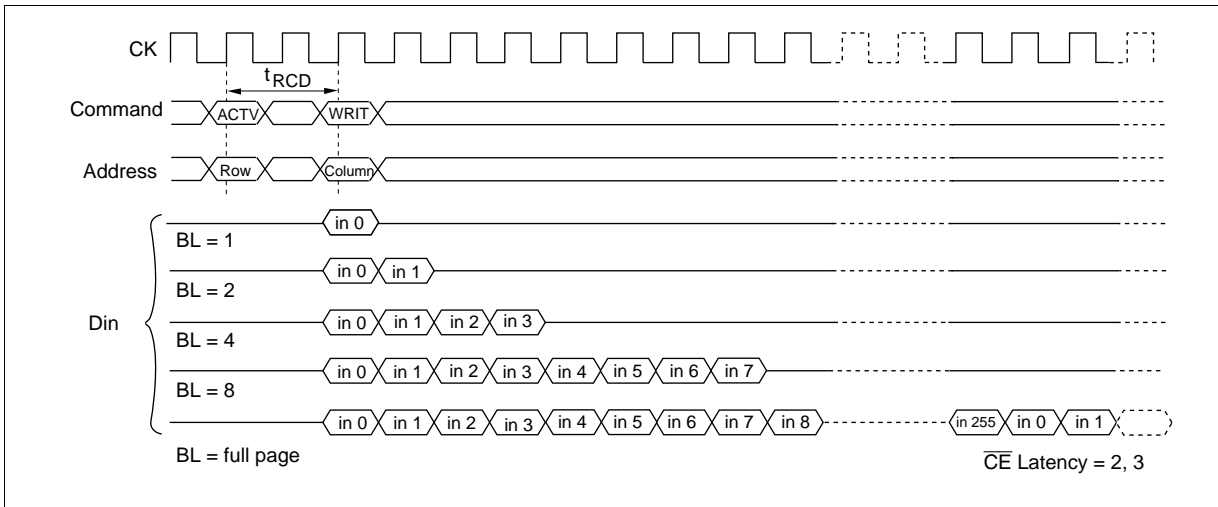 CK
t RCD
Command ACTV WRIT
Address Row Column
in 0
BL = 1
in 0 in 1
BL = 2
Din
in 0 in 1 in 2 in 3
BL = 4
in 0 in 1 in 2 in 3 in 4 in 5 in 6 in 7
BL = 8
in 0 in 1 in 2 in 3 in 4 in 5 in 6 in 7 in 8 in 255 in 0 in 1
BL = full page
C̅E̅ Latency = 2, 3